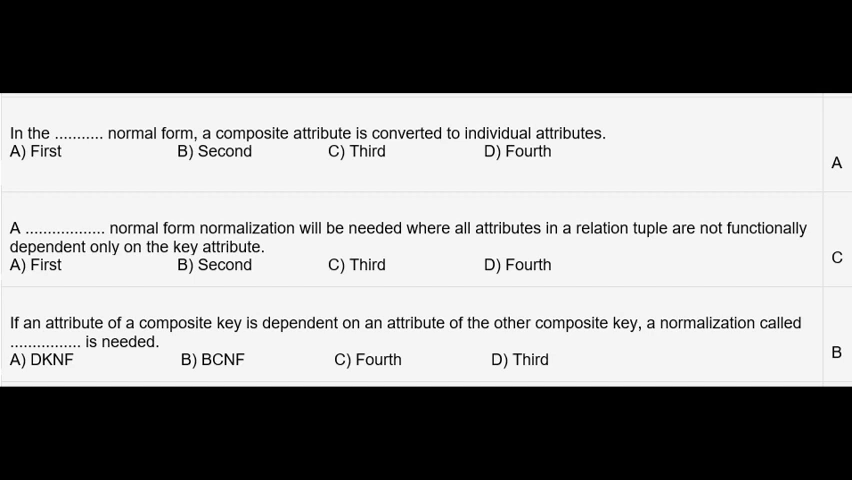 In the ........... normal form, a composite attribute is converted to individual attributes.
A) First B) Second C) Third D) Fourth
A
A .................. normal form normalization will be needed where all attributes in a relation tuple are not functionally
dependent only on the key attribute.
A) First B) Second C) Third D) Fourth
C
If an attribute of a composite key is dependent on an attribute of the other composite key, a normalization called
................ is needed.
A) DKNF B) BCNF C) Fourth D) Third
B